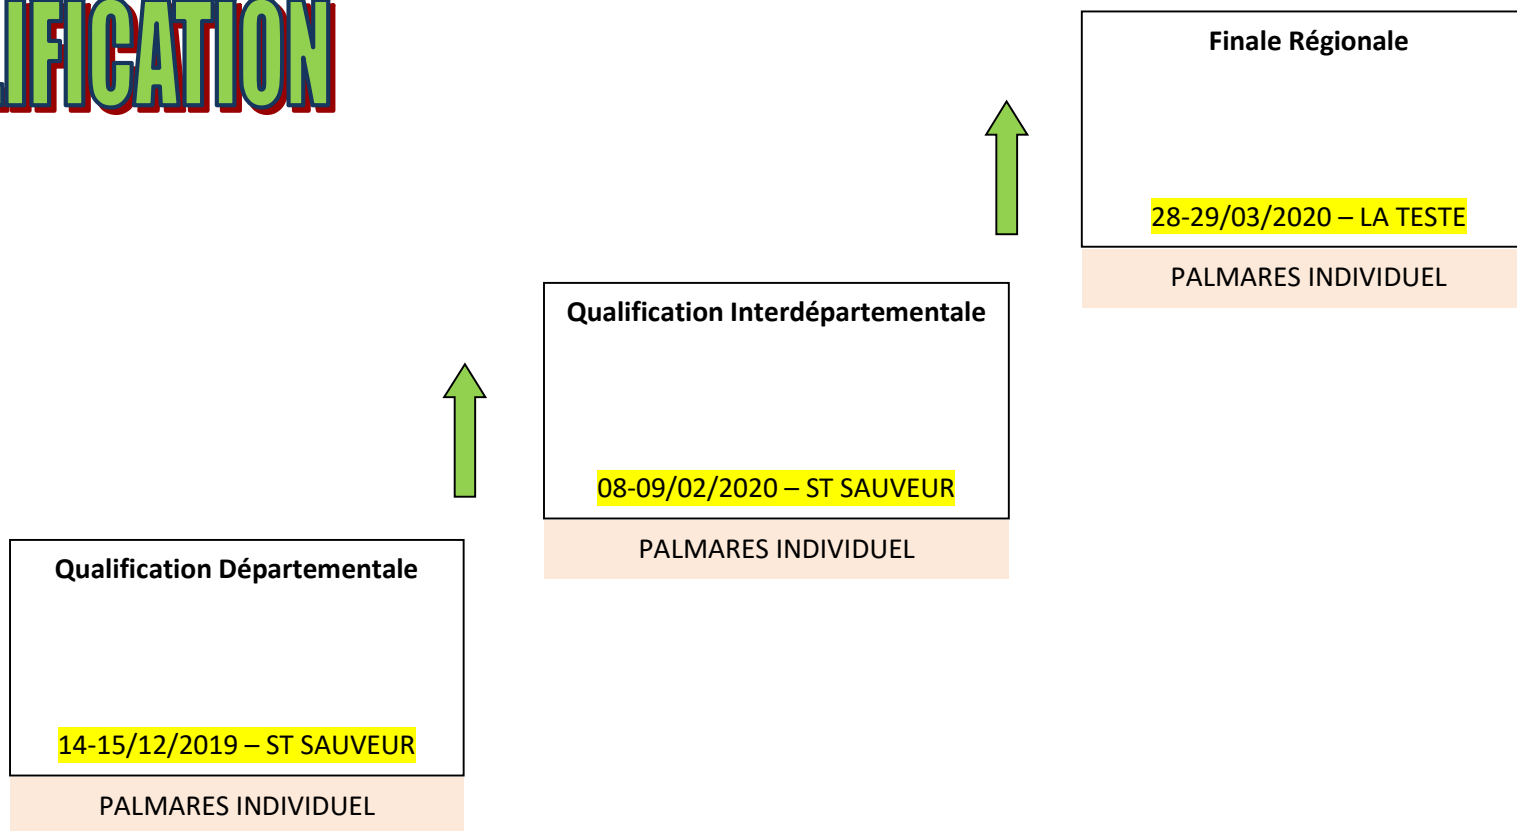 LIFICATION
Finale Régionale
28-29/03/2020 – LA TESTE
PALMARES INDIVIDUEL
Qualification Interdépartementale
08-09/02/2020 – ST SAUVEUR
PALMARES INDIVIDUEL
Qualification Départementale
14-15/12/2019 – ST SAUVEUR
PALMARES INDIVIDUEL